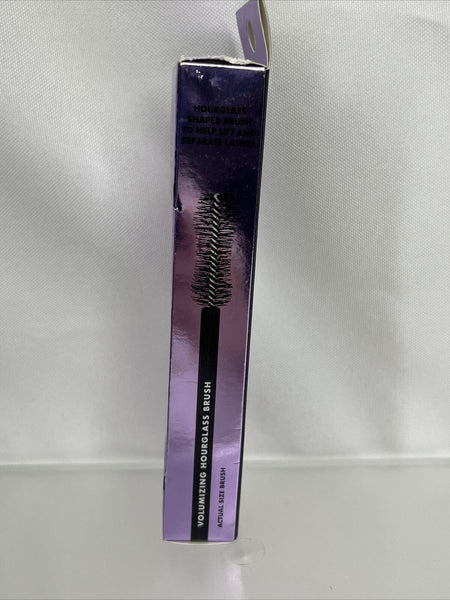 HOURGLASS
SHAPED BRUSH
TO HELP LIFT AND
SEPARATE LASHES
VOLUMIZING HOURGLASS BRUSH
ACTUAL SIZE BRUSH